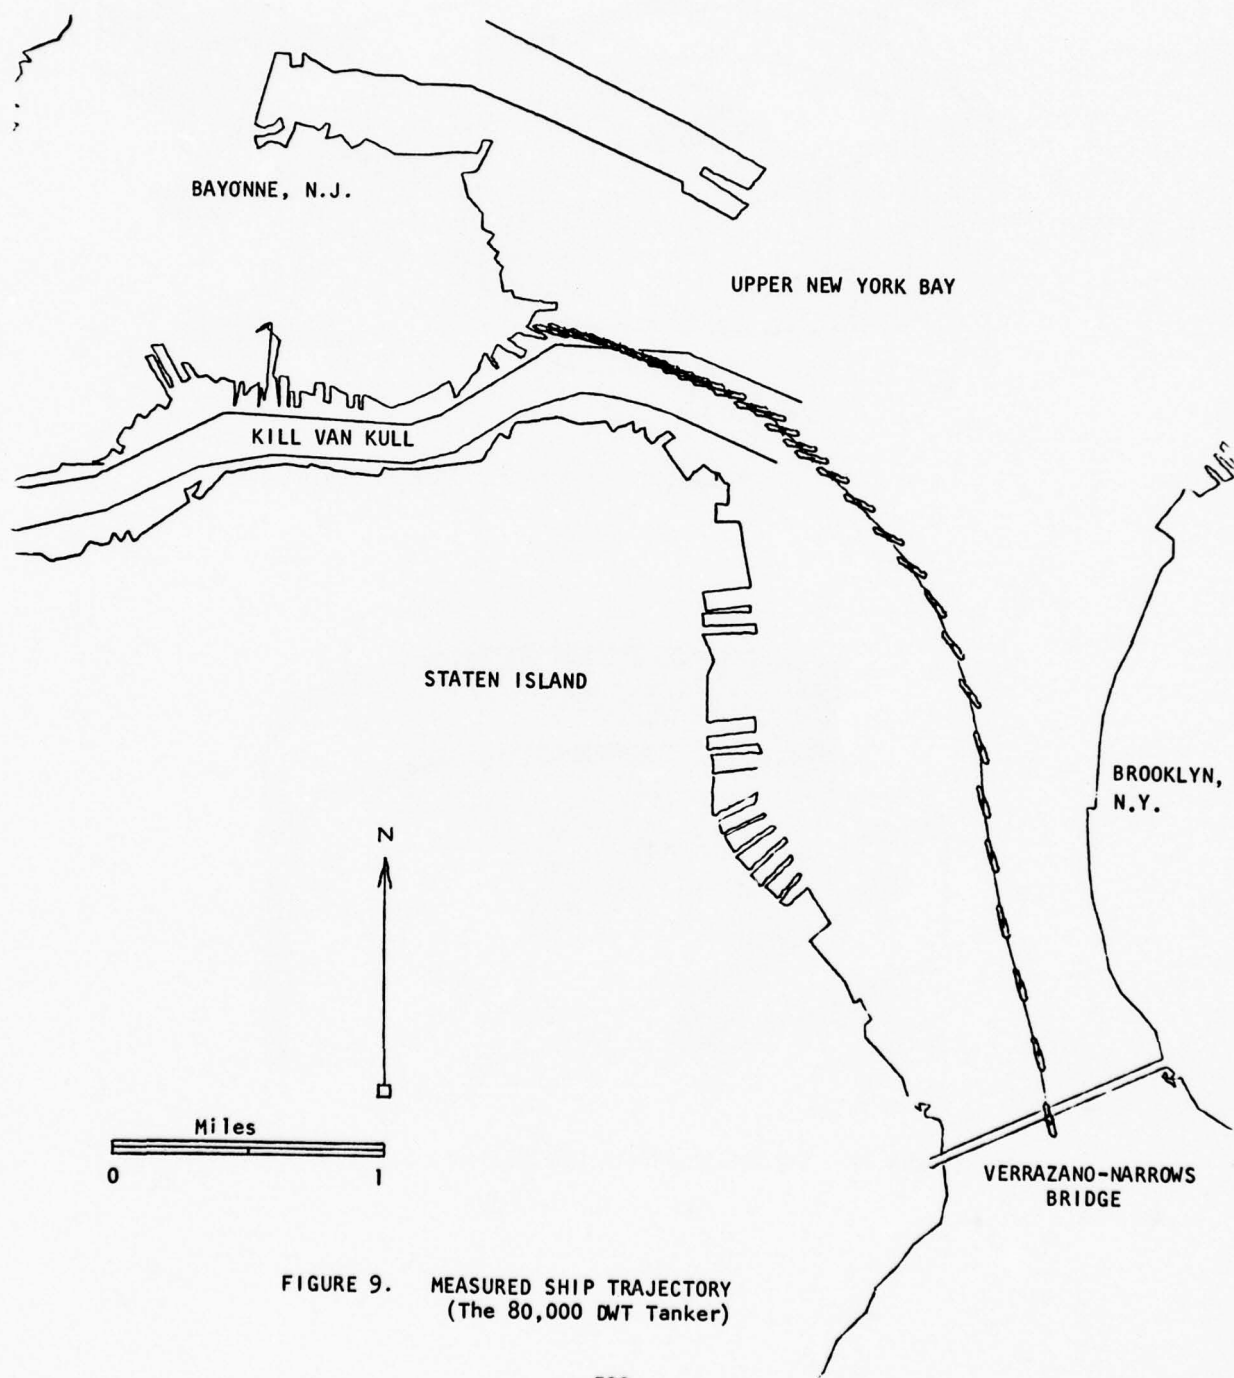 BAYONNE, N.J.
UPPER NEW YORK BAY
KILL VAN KULL
STATEN ISLAND
BROOKLYN,
N.Y.
N
Miles
0 1
VERRAZANO-NARROWS
BRIDGE
FIGURE 9. MEASURED SHIP TRAJECTORY
(The 80,000 DWT Tanker)